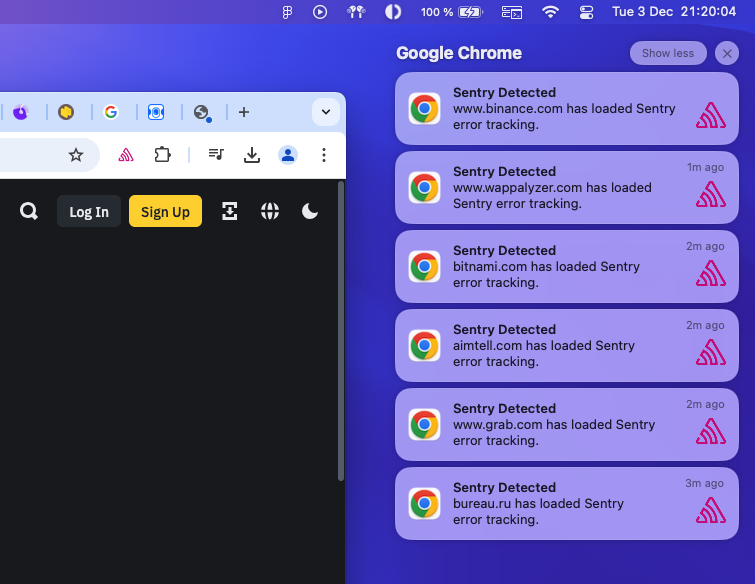 100 %
Tue 3 Dec 21:20:04
Google Chrome
Show less
Sentry Detected
www.binance.com has loaded Sentry
error tracking.
Sentry Detected
1m ago
www.wappalyzer.com has loaded
Sentry error tracking.
Sentry Detected
2m ago
bitnami.com has loaded Sentry
error tracking.
Sentry Detected
2m ago
aimtell.com has loaded Sentry
error tracking.
Sentry Detected
2m ago
www.grab.com has loaded Sentry
error tracking.
Sentry Detected
3m ago
bureau.ru has loaded Sentry
error tracking.
Log In
Sign Up